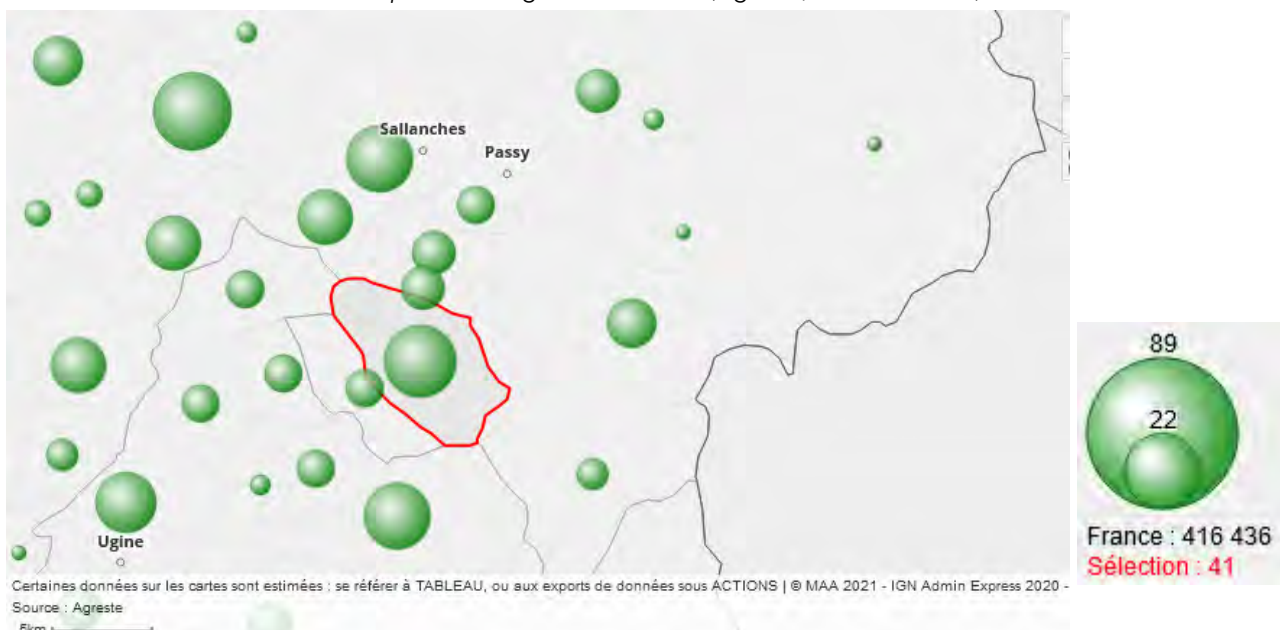 Sallanches
Passy
Ugine
89
22
France : 416 436
Sélection : 41
Certaines données sur les cartes sont estimées : se référer à TABLEAU, ou aux exports de données sous ACTIONS | © MAA 2021 - IGN Admin Express 2020 -
Source : Agreste
5km